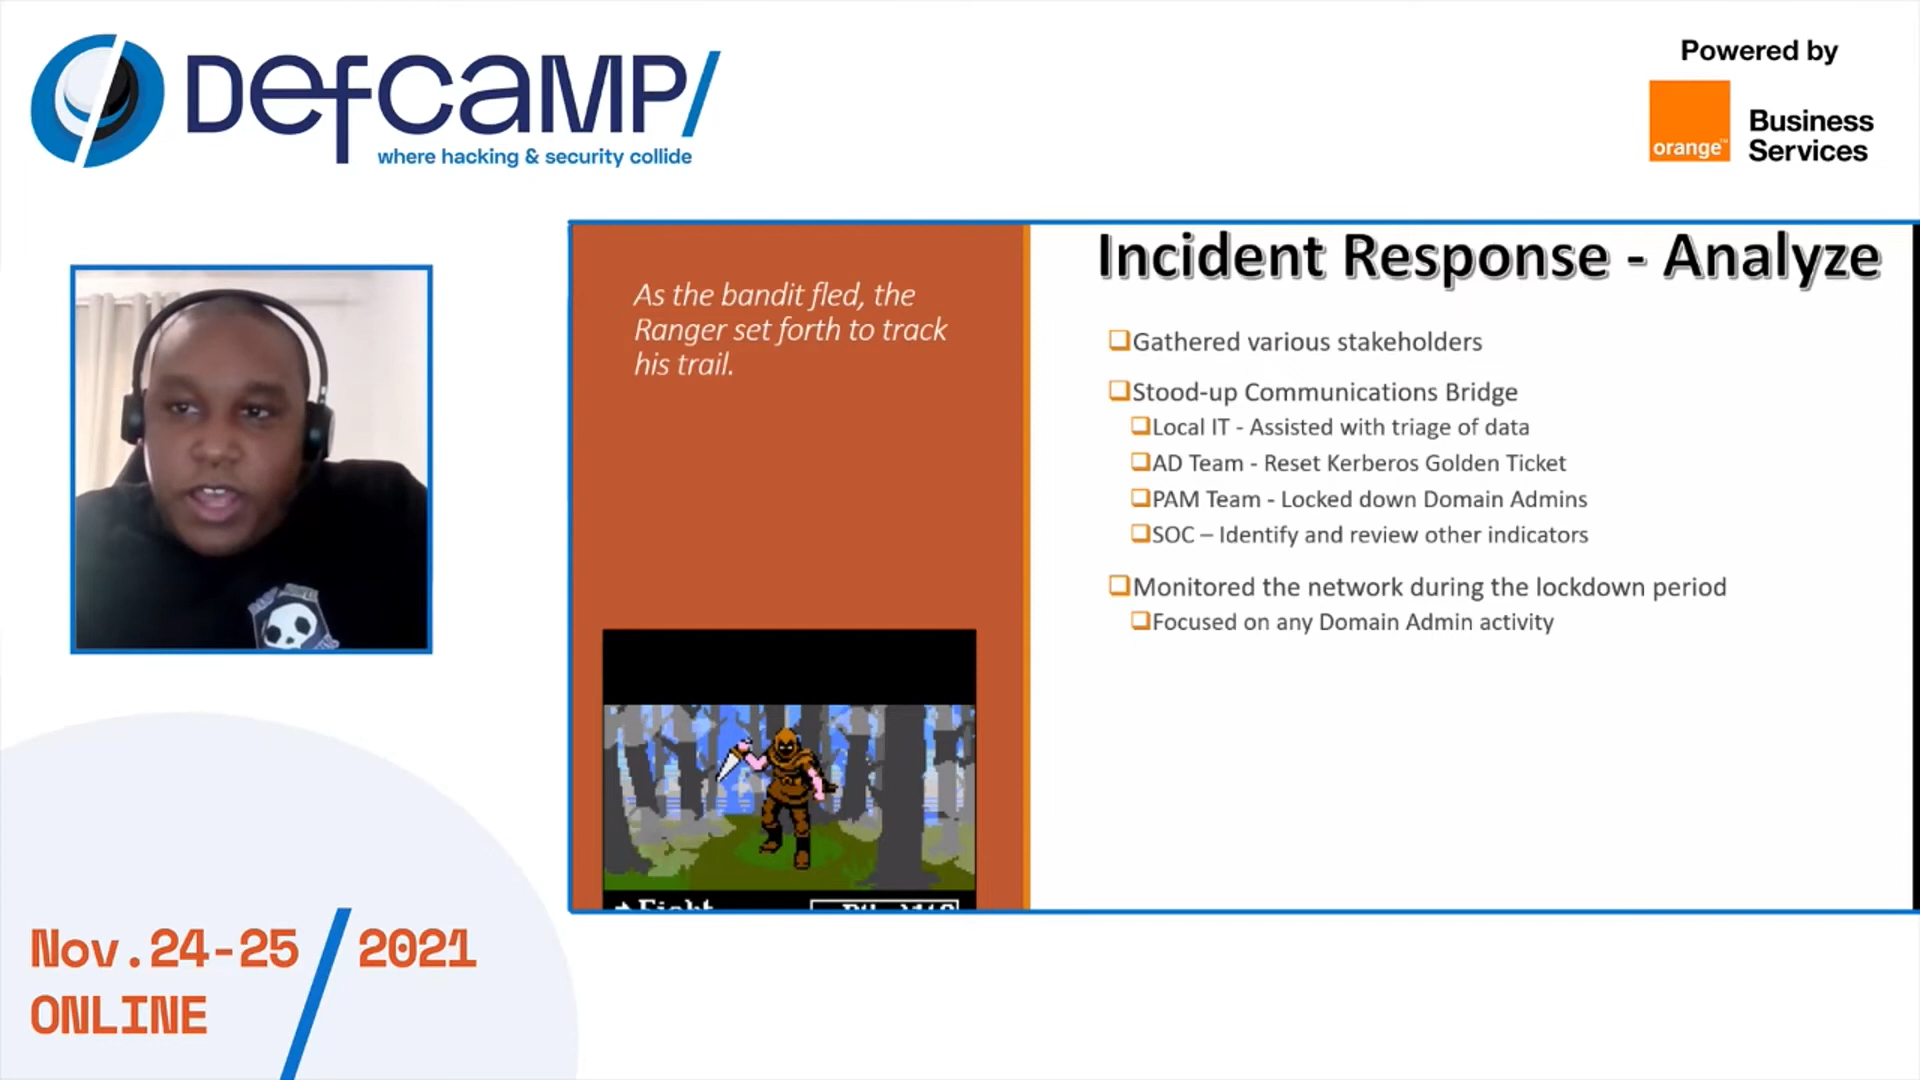 Defcamp/
where hacking & security collide
Powered by
orange™
Business
Services
As the bandit fled, the
Ranger set forth to track
his trail.
Incident Response - Analyze
Gathered various stakeholders
Stood-up Communications Bridge
Local IT - Assisted with triage of data
AD Team - Reset Kerberos Golden Ticket
PAM Team - Locked down Domain Admins
SOC – Identify and review other indicators
Monitored the network during the lockdown period
Focused on any Domain Admin activity
Fight
Nov.24-25/2021
ONLINE